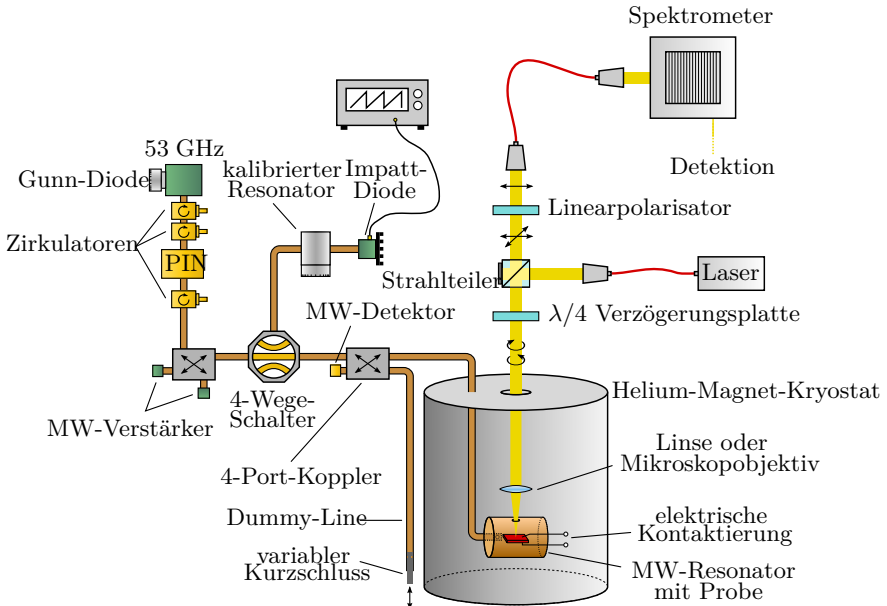 Spektrometer
Detektion
53 GHz
Gunn-Diode
kalibrierter
Resonator
Impatt-
Diode
Zirkulatoren
PIN
Linearpolarisator
Strahlteiler
Laser
λ/4 Verzögerungsplatte
MW-Detektor
MW-Verstärker
4-Wege-
Schalter
4-Port-Koppler
Helium-Magnet-Kryostat
Linse oder
Mikroskopobjektiv
Dummy-Line
variabler
Kurzschluss
elektrische
Kontaktierung
MW-Resonator
mit Probe